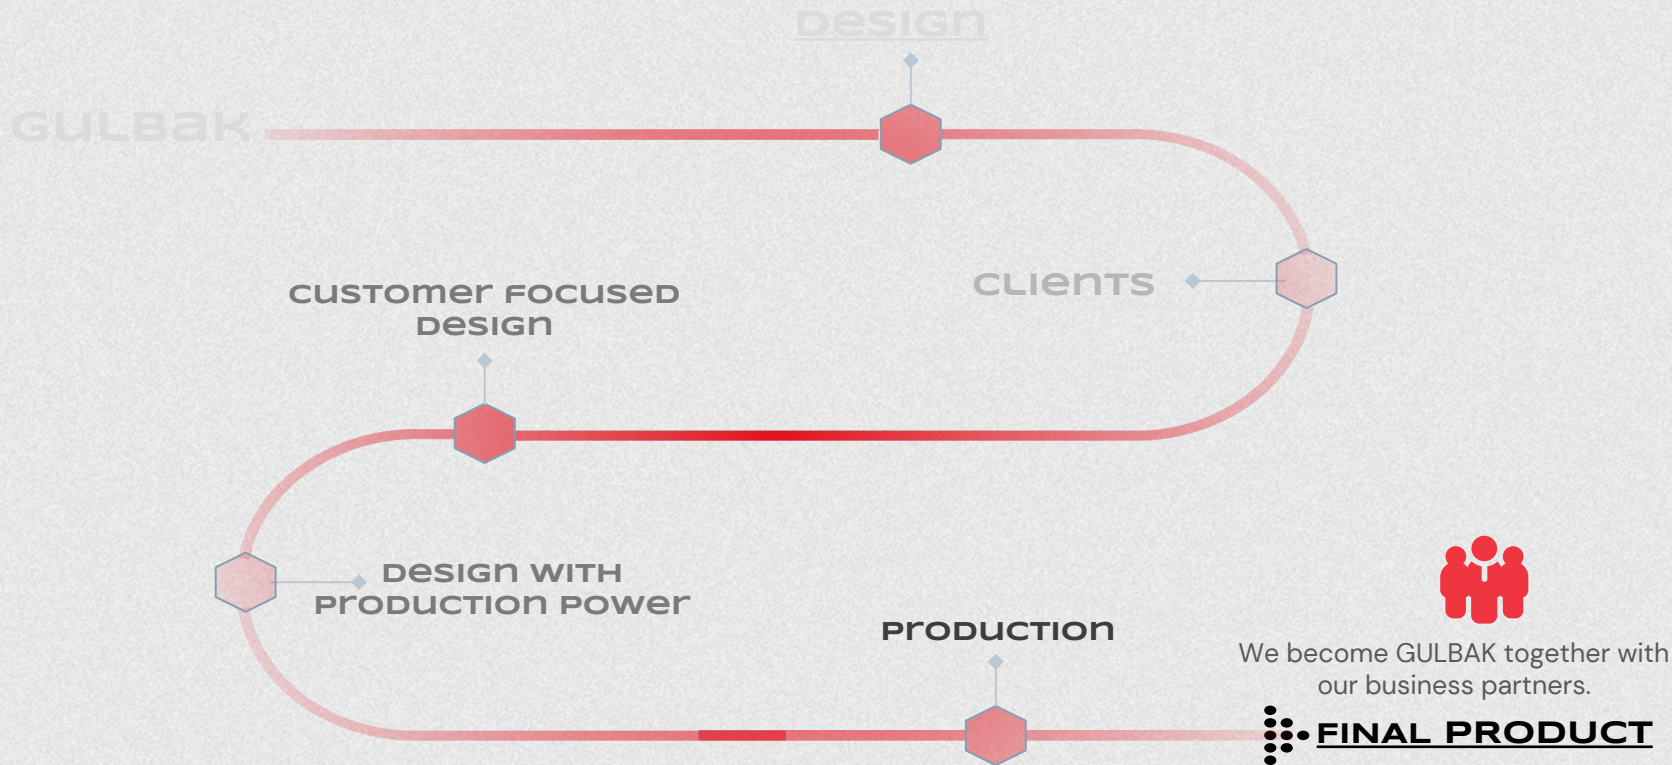 Design
GULBAK
CLIENTS
CUSTOMER FOCUSED
DESIGN
DESIGN WITH
PRODUCTION POWER
PRODUCTION
We become GULBAK together with
our business partners.
FINAL PRODUCT